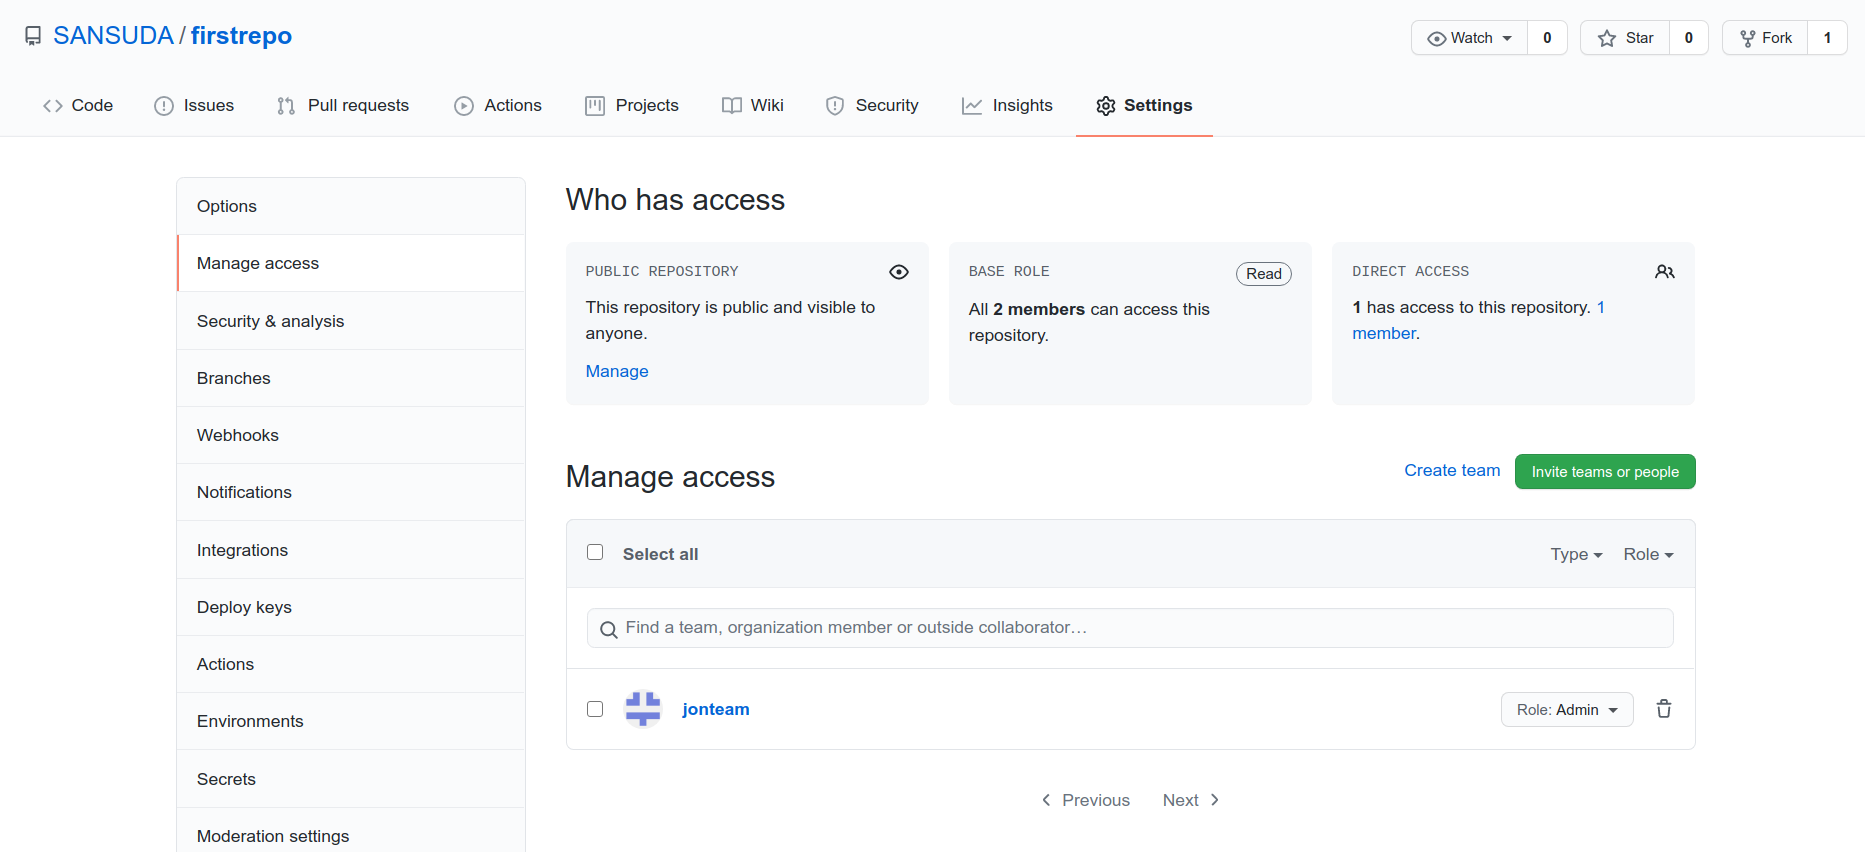 SANSUDA / firstrepo
Watch 0 Star 0 Fork 1
Code Issues Pull requests Actions Projects Wiki Security Insights Settings
Options
Manage access
Security & analysis
Branches
Webhooks
Notifications
Integrations
Deploy keys
Actions
Environments
Secrets
Moderation settings
Who has access
PUBLIC REPOSITORY
This repository is public and visible to
anyone.
Manage
BASE ROLE
Read
All 2 members can access this
repository.
DIRECT ACCESS
1 has access to this repository. 1
member.
Manage access
Create team
Invite teams or people
Select all
Type
Role
Find a team, organization member or outside collaborator…
jonteam
Role: Admin
Previous Next